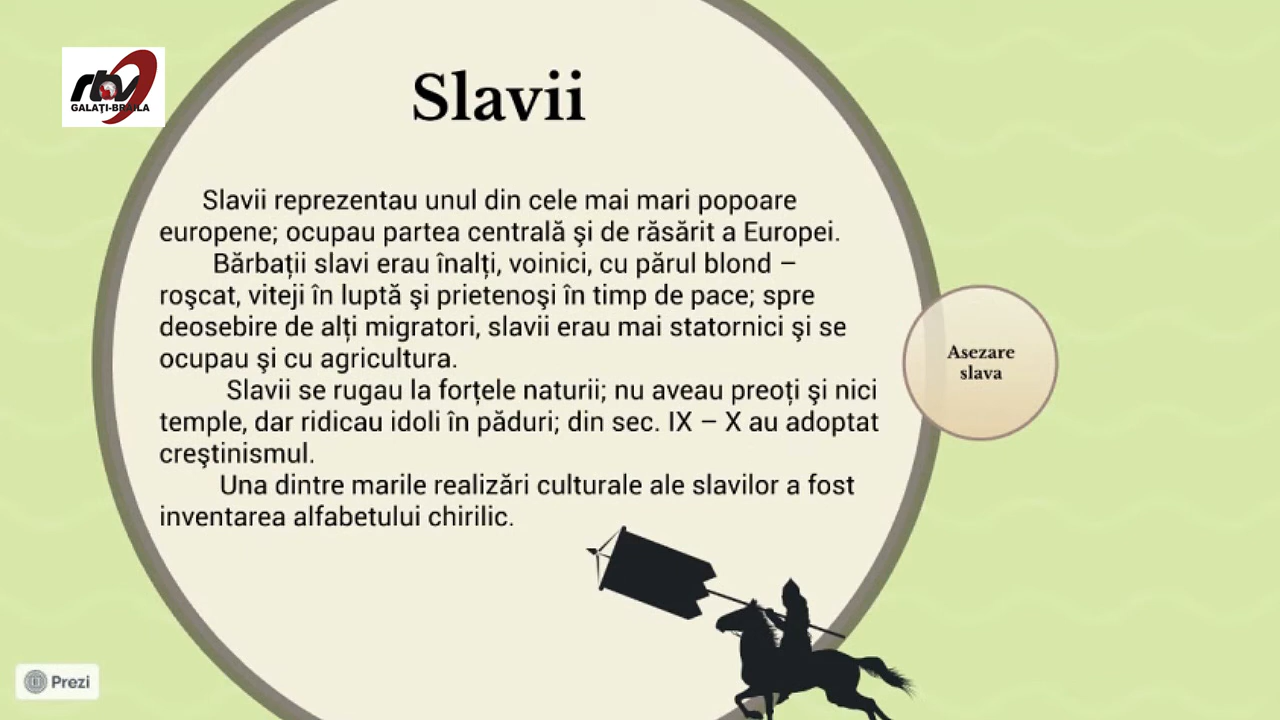 rtv
GALAŢI-BRĂILA
Slavii
Slavii reprezentau unul din cele mai mari popoare
europene; ocupau partea centrală şi de răsărit a Europei.
Bărbații slavi erau înalți, voinici, cu părul blond –
roşcat, viteji în luptă şi prietenoşi în timp de pace; spre
deosebire de alți migratori, slavii erau mai statornici şi se
ocupau şi cu agricultura.
Slavii se rugau la forțele naturii; nu aveau preoți şi nici
temple, dar ridicau idoli în păduri; din sec. IX – X au adoptat
creştinismul.
Una dintre marile realizări culturale ale slavilor a fost
inventarea alfabetului chirilic.
Asezare
slava
Prezi